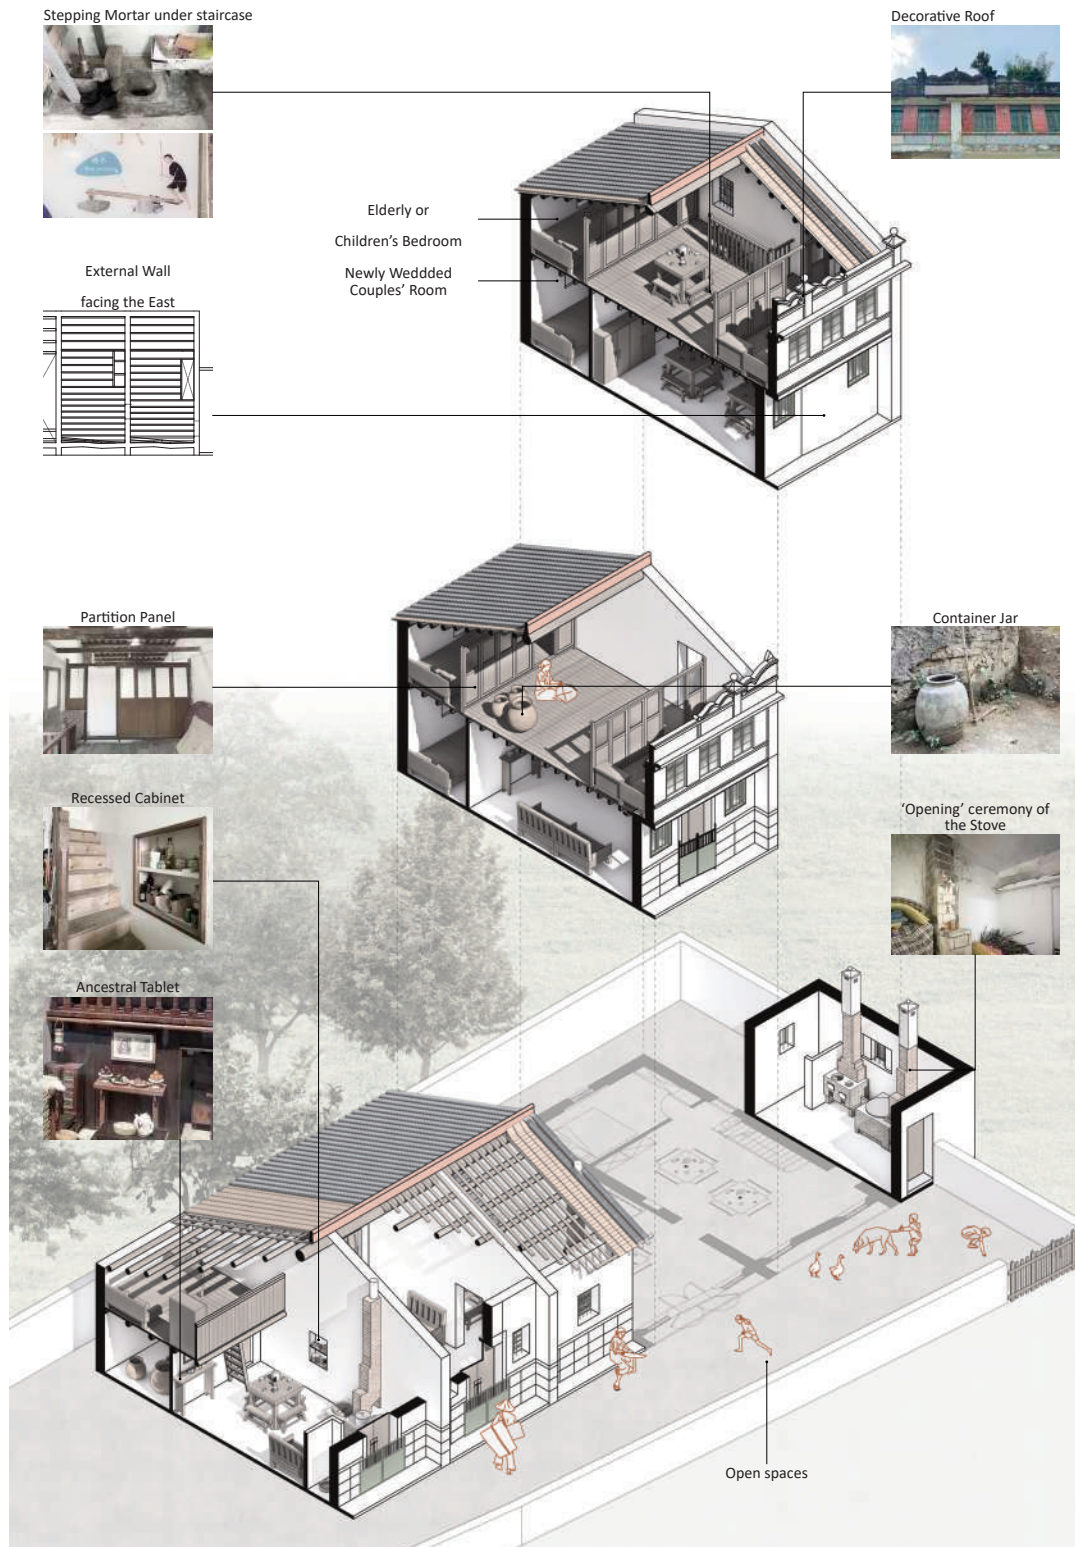 Stepping Mortar under staircase
Decorative Roof
Elderly or
Children's Bedroom
Newly Weddded
Couples' Room
External Wall
facing the East
Partition Panel
Container Jar
Recessed Cabinet
‘Opening’ ceremony of
the Stove
Ancestral Tablet
Open spaces